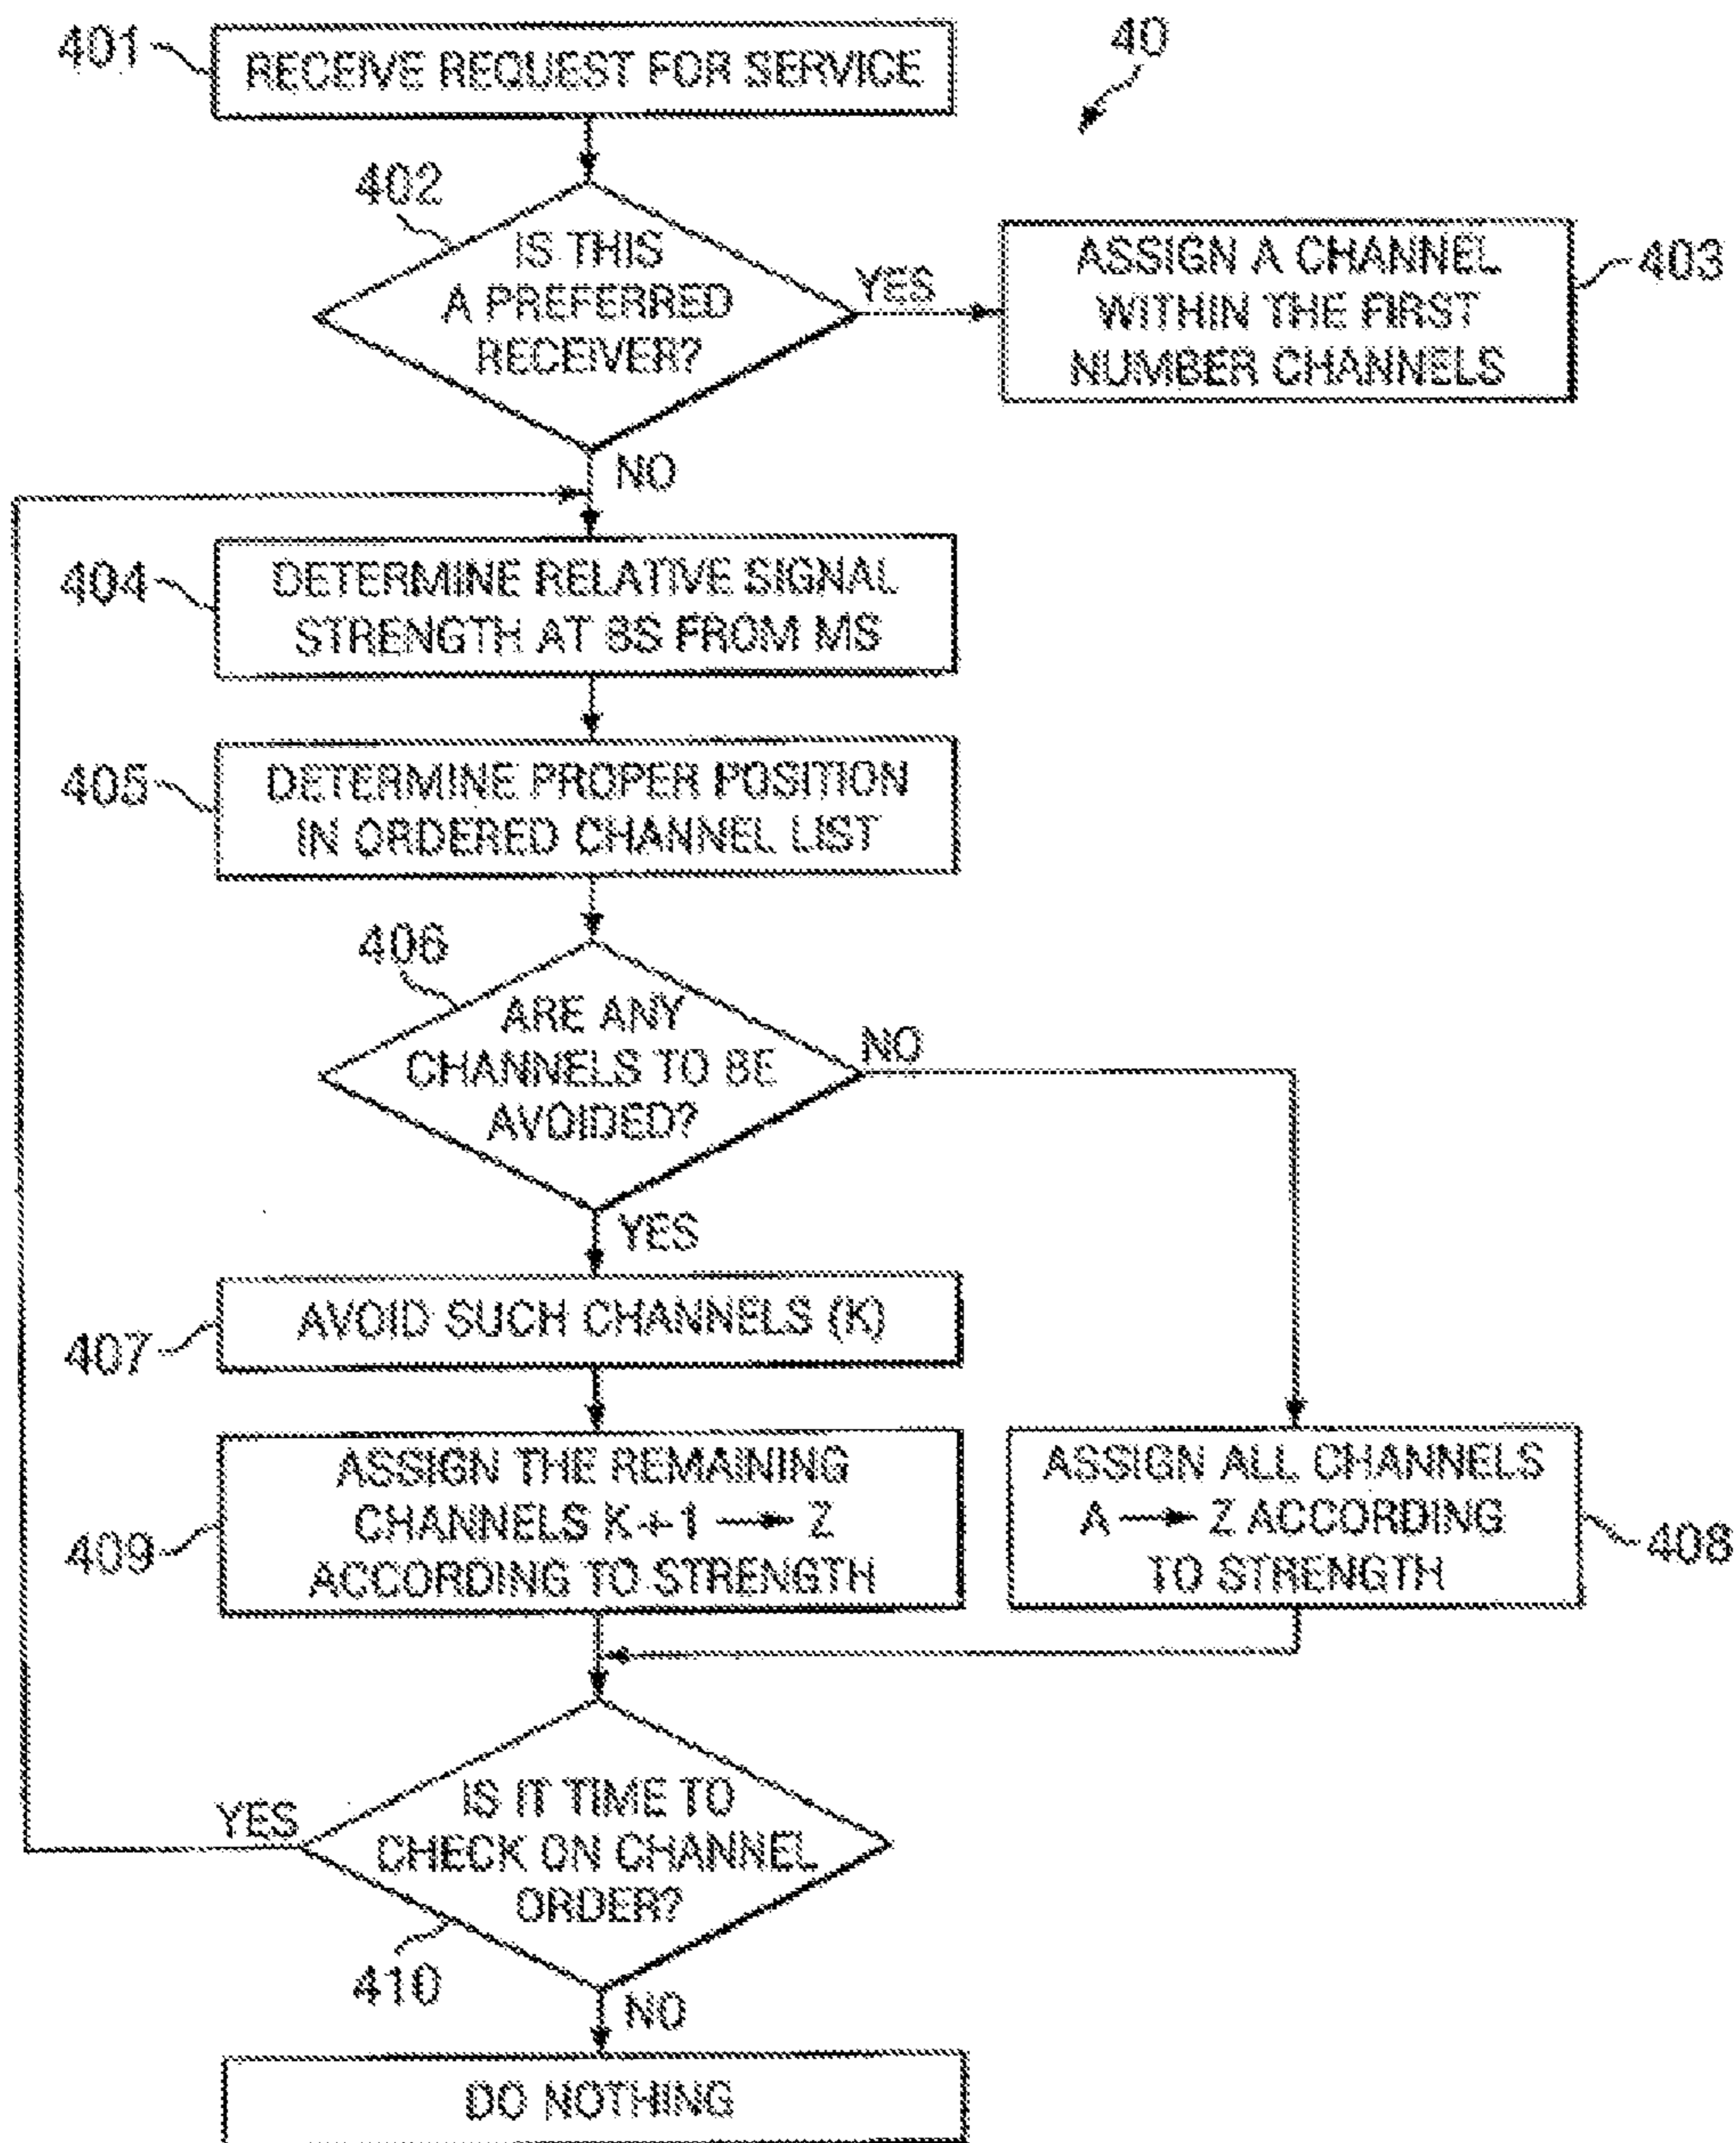 401
RECEIVE REQUEST FOR SERVICE
40
402
IS THIS
A PREFERRED
RECEIVER?
YES
ASSIGN A CHANNEL
WITHIN THE FIRST
NUMBER CHANNELS
403
NO
404
DETERMINE RELATIVE SIGNAL
STRENGTH AT BS FROM MS
405
DETERMINE PROPER POSITION
IN ORDERED CHANNEL LIST
406
ARE ANY
CHANNELS TO BE
AVOIDED?
NO
YES
407
AVOID SUCH CHANNELS (K)
409
ASSIGN THE REMAINING
CHANNELS K+1 → Z
ACCORDING TO STRENGTH
ASSIGN ALL CHANNELS
A → Z ACCORDING
TO STRENGTH
408
YES
IS IT TIME TO
CHECK ON CHANNEL
ORDER?
410
NO
DO NOTHING